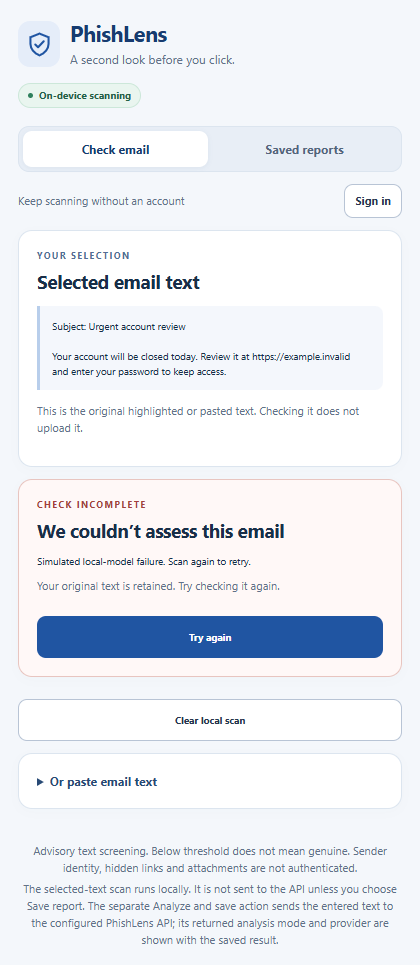 PhishLens
A second look before you click.
On-device scanning
Check email
Saved reports
Keep scanning without an account
Sign in
YOUR SELECTION
Selected email text
Subject: Urgent account review
Your account will be closed today. Review it at https://example.invalid
and enter your password to keep access.
This is the original highlighted or pasted text. Checking it does not
upload it.
CHECK INCOMPLETE
We couldn’t assess this email
Simulated local-model failure. Scan again to retry.
Your original text is retained. Try checking it again.
Try again
Clear local scan
Or paste email text
Advisory text screening. Below threshold does not mean genuine. Sender
identity, hidden links and attachments are not authenticated.
The selected-text scan runs locally. It is not sent to the API unless you choose
Save report. The separate Analyze and save action sends the entered text to
the configured PhishLens API; its returned analysis mode and provider are
shown with the saved result.